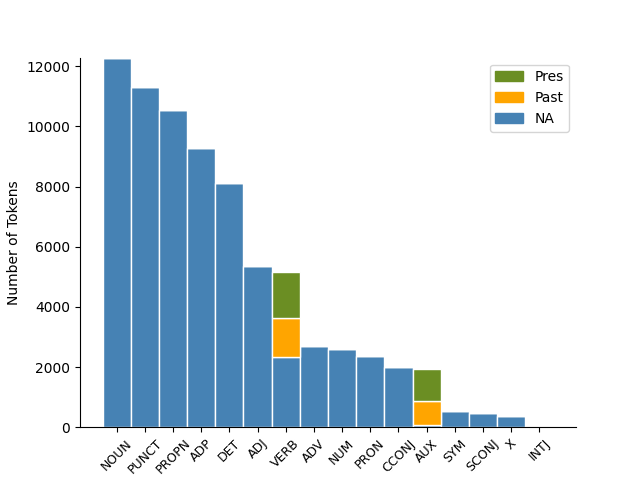 Pres
Past
NA
12000
10000
8000
6000
4000
2000
0
Number of Tokens
NOUN
PUNCT
PROPN
ADP
DET
ADJ
VERB
ADV
NUM
PRON
CCONJ
AUX
SYM
SCONJ
X
INTJ